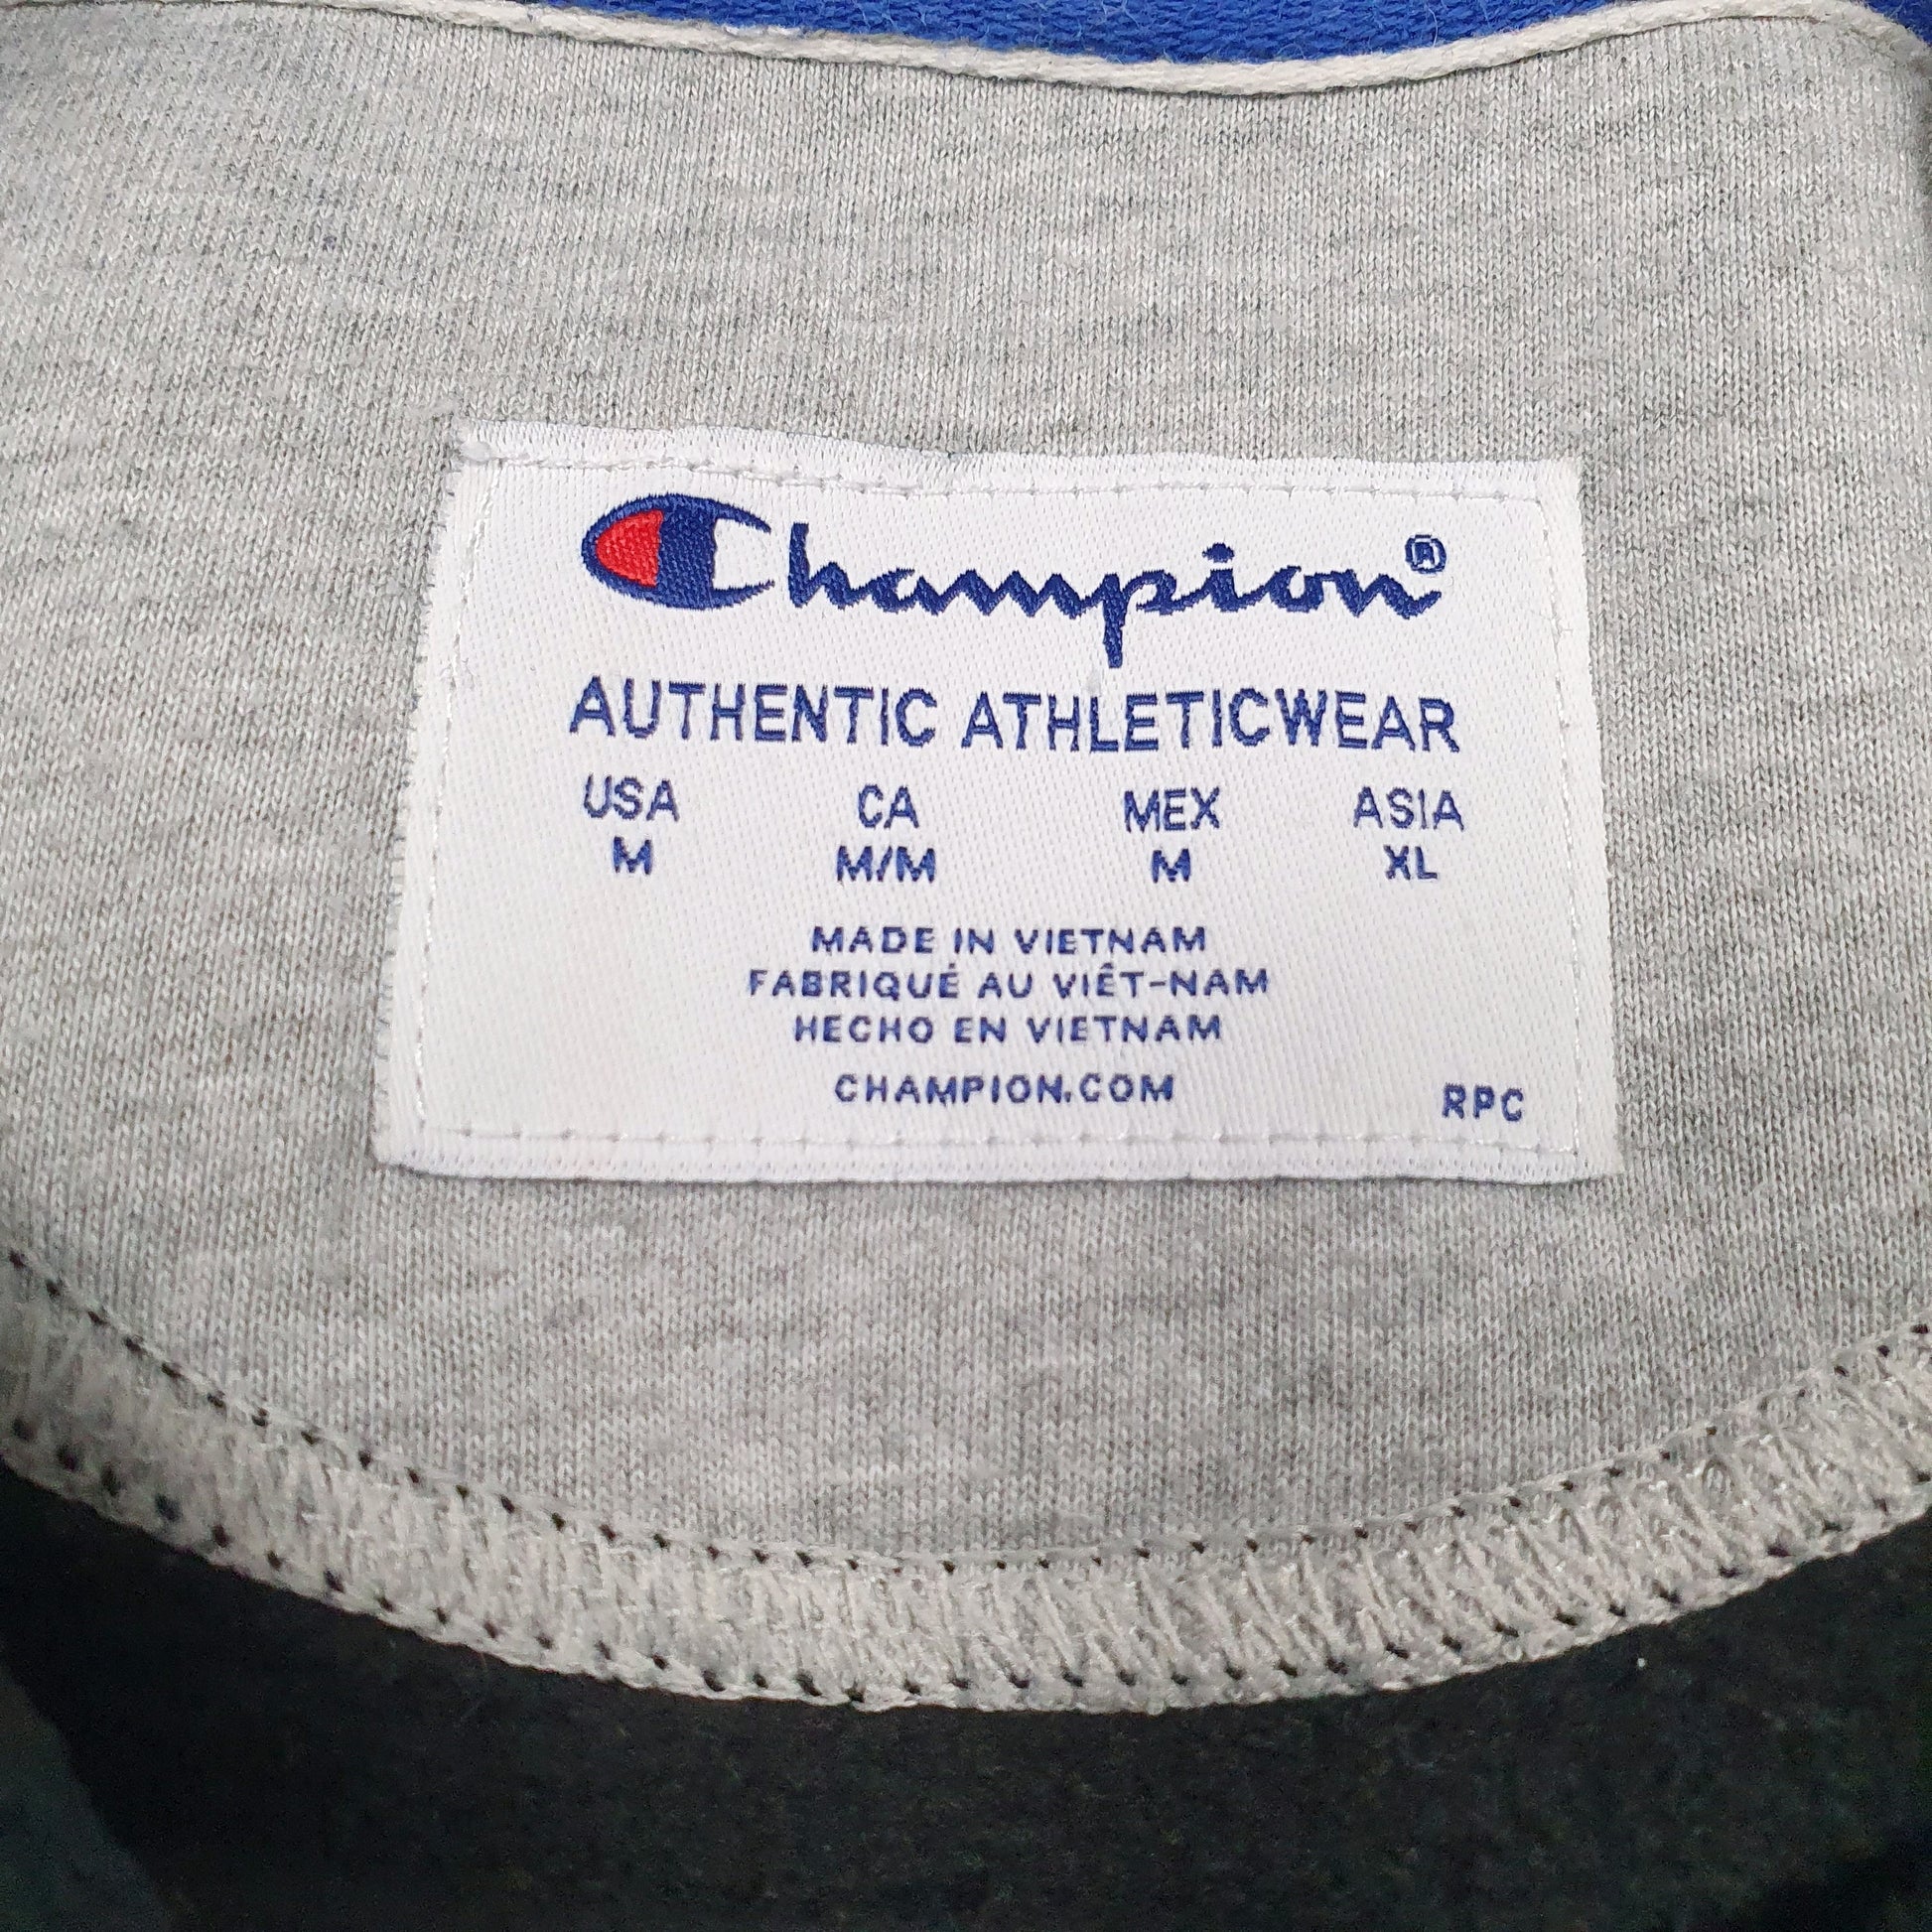 Champion®
AUTHENTIC ATHLETICWEAR
USA CA MEX ASIA
M M/M M XL
MADE IN VIETNAM
FABRIQUÉ AU VIÊT-NAM
HECHO EN VIETNAM
CHAMPION.COM RPC